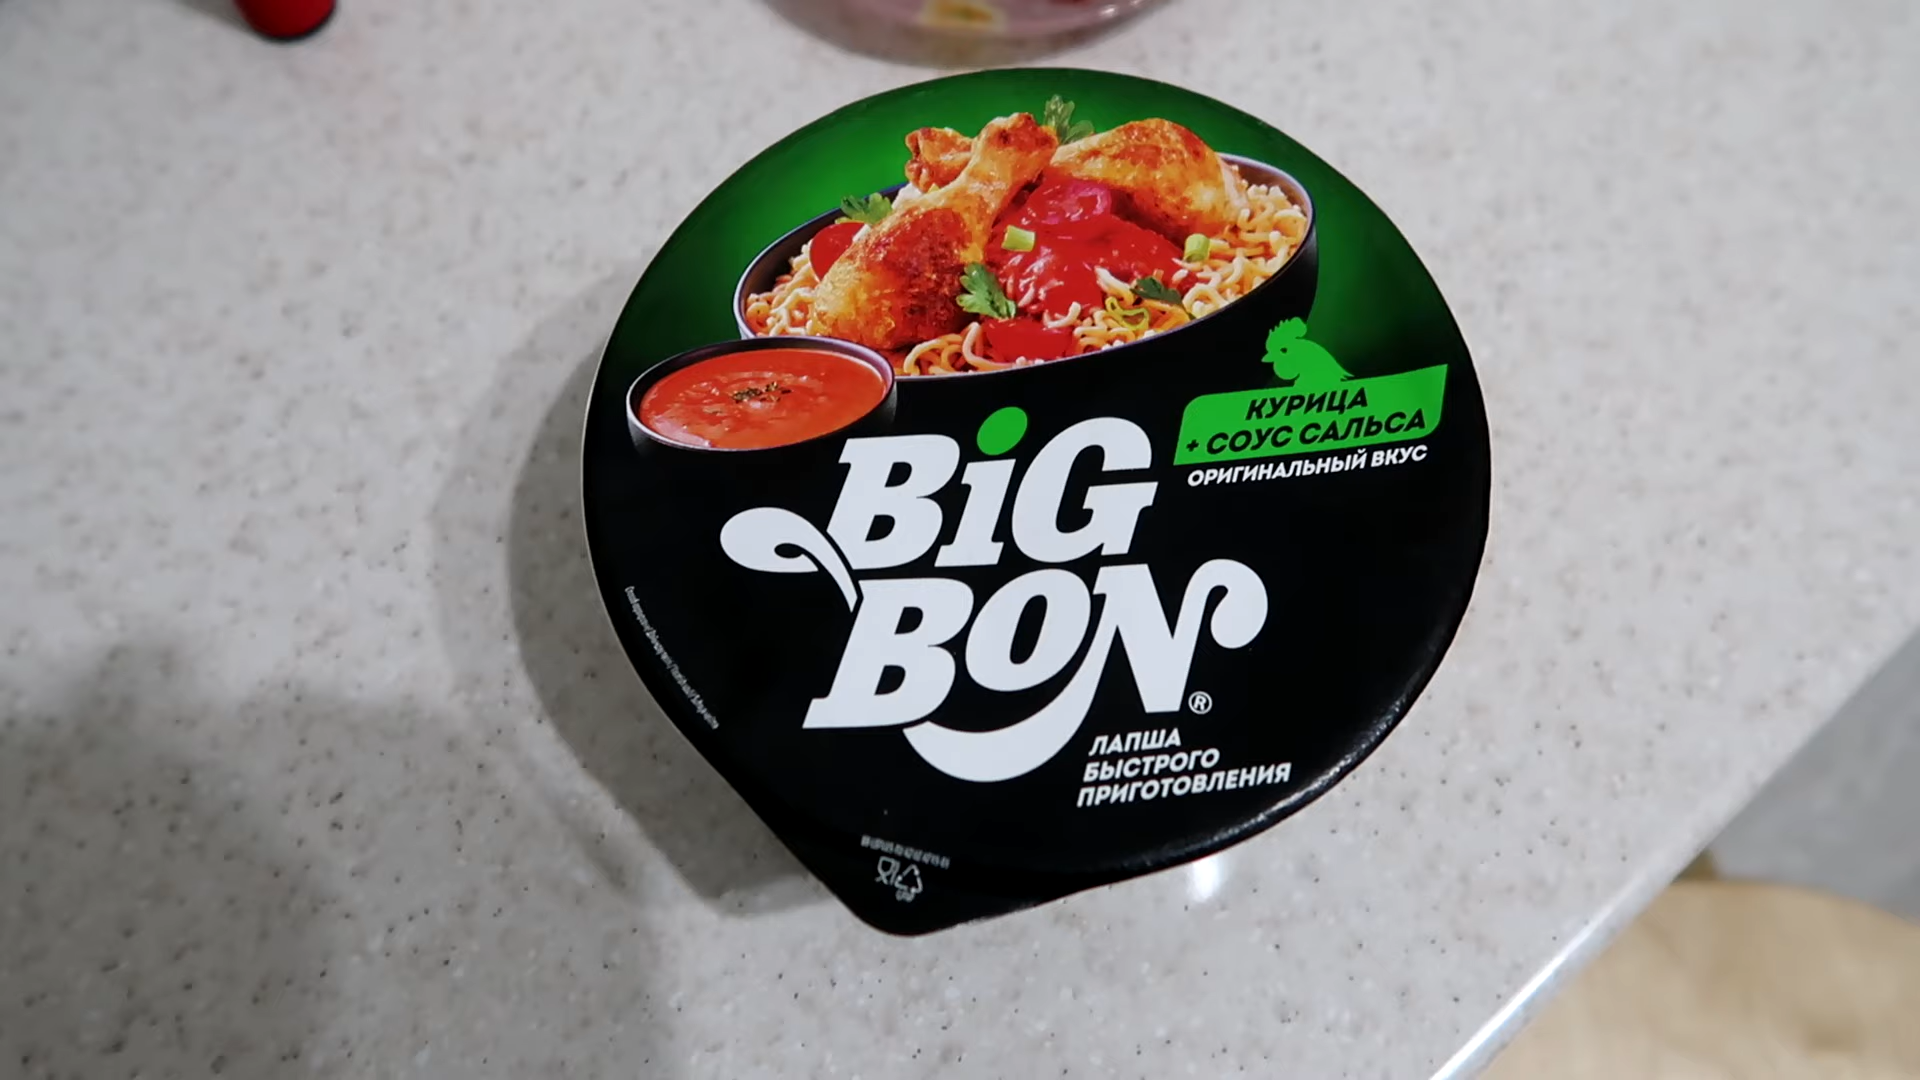 КУРИЦА
+ СОУС САЛЬСА
ОРИГИНАЛЬНЫЙ ВКУС
BiG
BON®
ЛАПША
БЫСТРОГО
ПРИГОТОВЛЕНИЯ